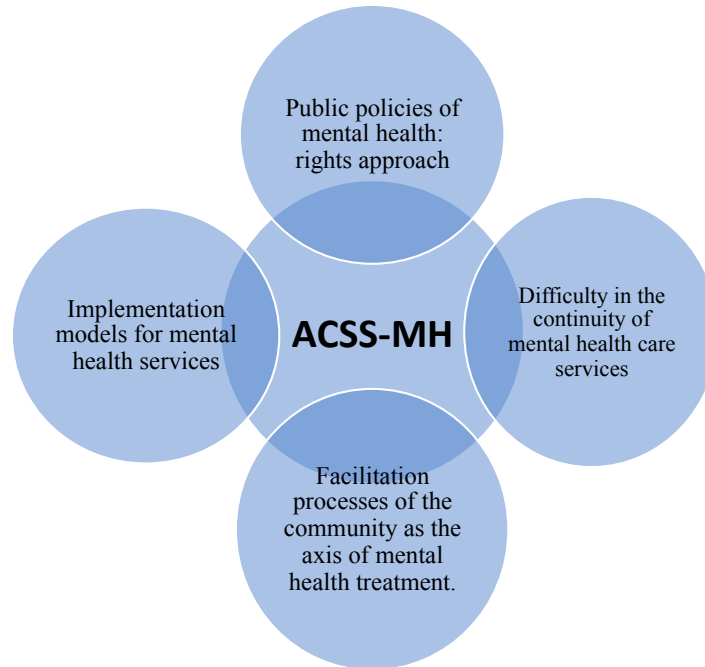 Public policies of
mental health:
rights approach
Implementation
models for mental
health services
ACSS-MH
Difficulty in the
continuity of
mental health care
services
Facilitation
processes of the
community as the
axis of mental
health treatment.